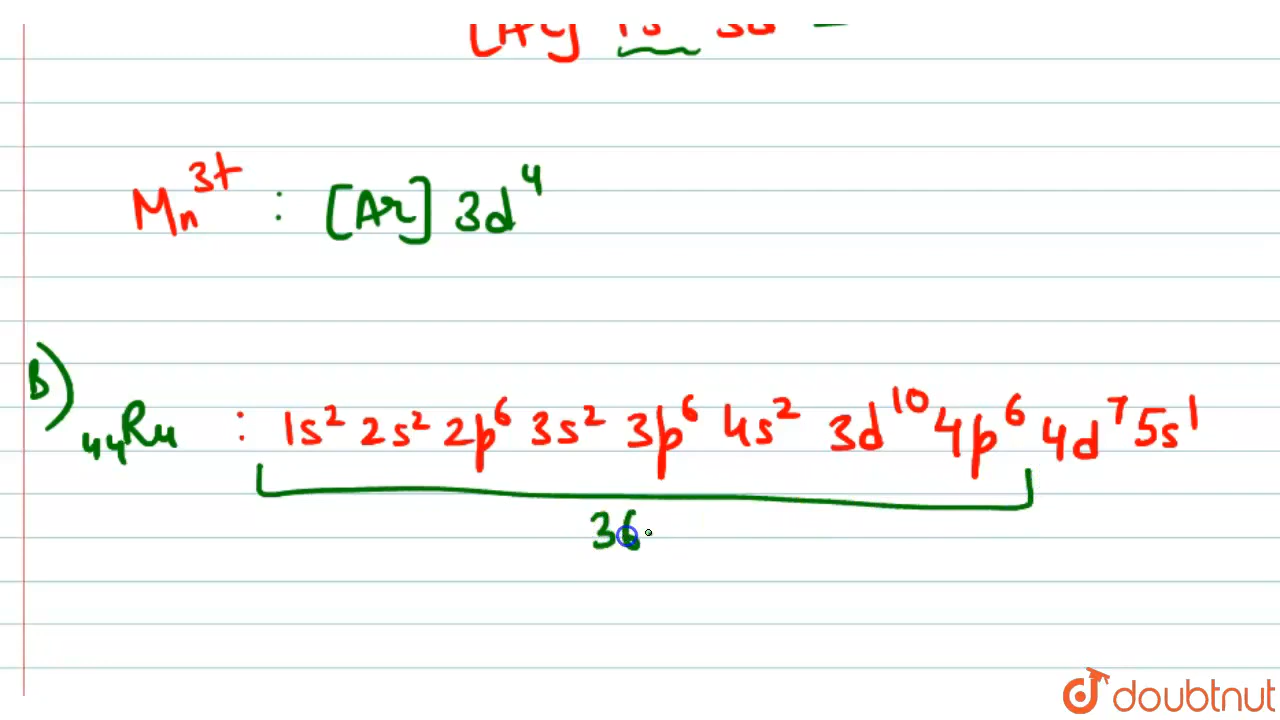 Mn³⁺ : [Ar] 3d⁴
B)
₄₄Ru : 1s² 2s² 2p⁶ 3s² 3p⁶ 4s² 3d¹⁰ 4p⁶ 4d⁷ 5s¹
36
doubtnut